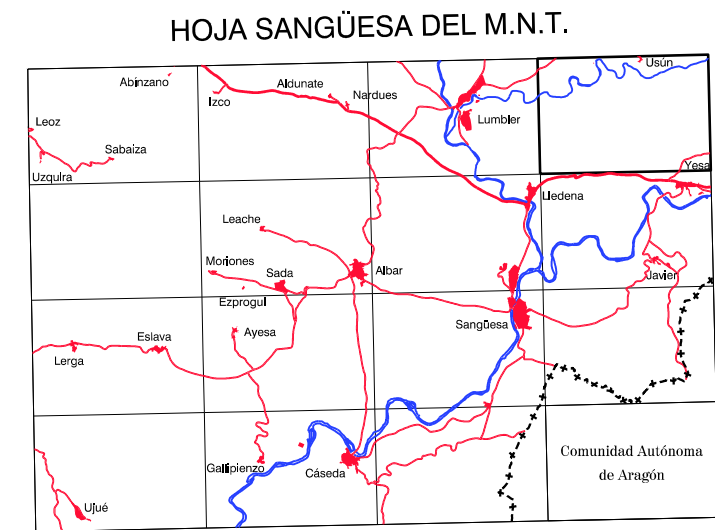 HOJA SANGÜESA DEL M.N.T.
Usún
Abinzano
Aldunate
Izco
Nardues
Leoz
Lumbier
Sabaiza
Yesa
Uzquira
Liedena
Leache
Moriones
Sada
Aibar
Javier
Ezprogui
Sangüesa
Ayesa
Eslava
Lerga
Comunidad Autónoma
de Aragón
Gallipienzo
Cáseda
Ujué